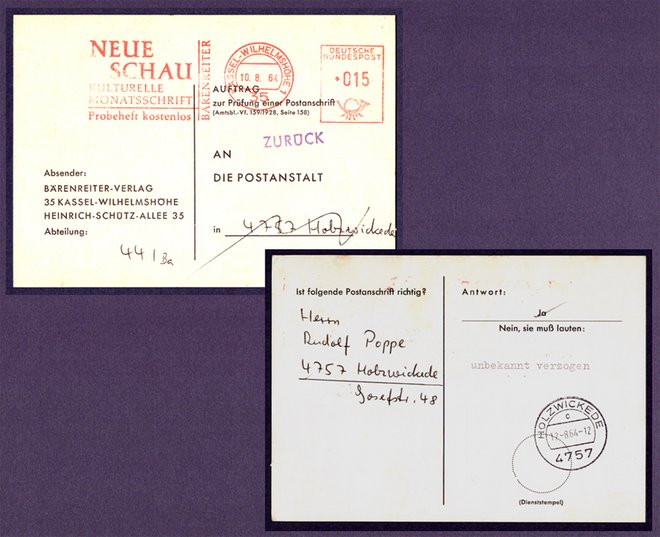 NEUE
SCHAU
KULTURELLE
MONATSSCHRIFT
Probeheft kostenlos
BÄRENREITER
KASSEL-WILHELMSHÖHE 1
10.8.64
35
DEUTSCHE
BUNDESPOST
015
AUFTRAG
zur Prüfung einer Postanschrift
(Amtsbl.-Vf. 159/1928, Seite 158)
ZURÜCK
AN
DIE POSTANSTALT
in 4757 Holzwickede
Absender:
BÄRENREITER-VERLAG
35 KASSEL-WILHELMSHÖHE
HEINRICH-SCHÜTZ-ALLEE 35
Abteilung:
441 Ba
Ist folgende Postanschrift richtig?
Herrn
Rudolf Poppe
4757 Holzwickede
Josefstr. 48
Antwort:
Ja
Nein, sie muß lauten:
unbekannt verzogen
HOLZWICKEDE
c
12.8.64-12
4757
(Dienststempel)